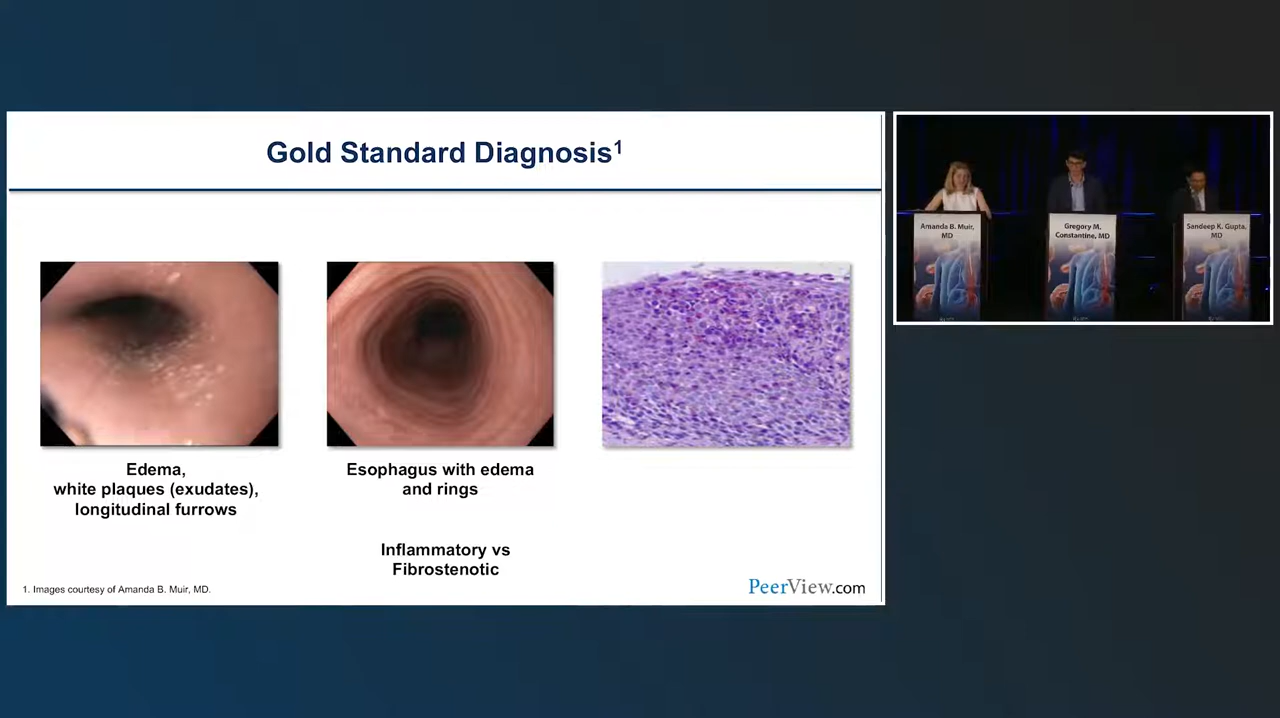 Gold Standard Diagnosis1
Edema,
white plaques (exudates),
longitudinal furrows
Esophagus with edema
and rings
Inflammatory vs
Fibrostenotic
1. Images courtesy of Amanda B. Muir, MD.
PeerView.com
Amanda B. Muir,
MD
Gregory M.
Constantine, MD
Sandeep K. Gupta,
MD